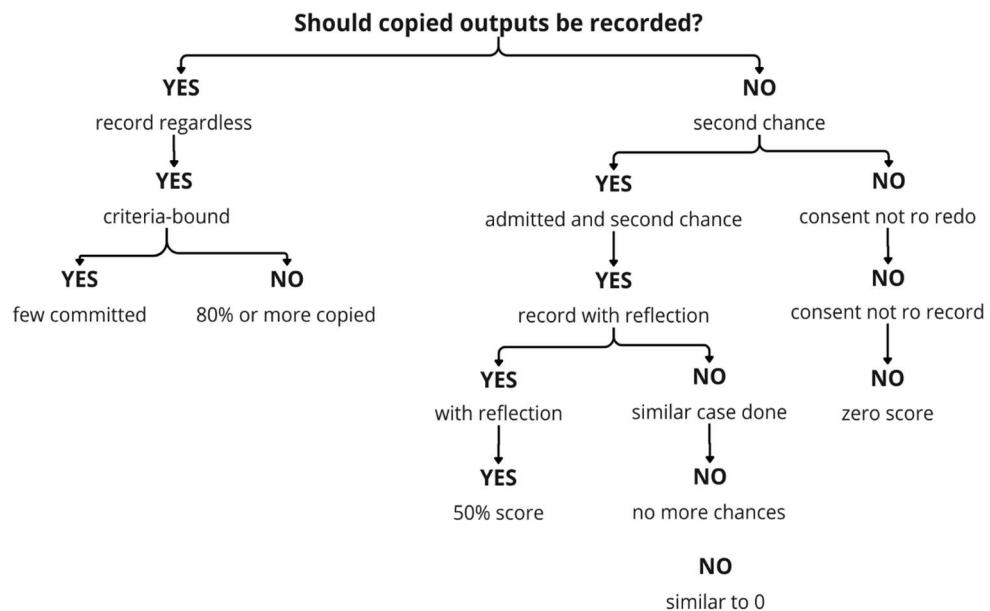 Should copied outputs be recorded?
YES
NO
record regardless
second chance
YES
YES
NO
criteria-bound
admitted and second chance
consent not ro redo
YES
NO
YES
NO
few committed
80% or more copied
record with reflection
consent not ro record
YES
NO
NO
with reflection
similar case done
zero score
YES
NO
50% score
no more chances
NO
similar to 0